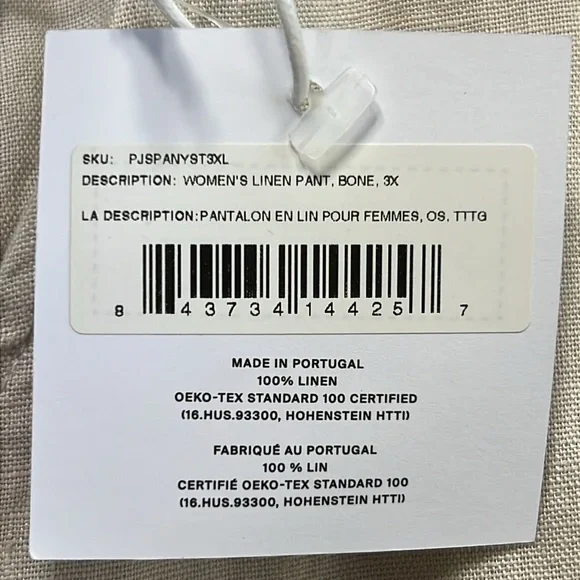 SKU: PJSPANYST3XL
DESCRIPTION: WOMEN'S LINEN PANT, BONE, 3X
LA DESCRIPTION:PANTALON EN LIN POUR FEMMES, OS, TTTG
8 43734 14425 7
MADE IN PORTUGAL
100% LINEN
OEKO-TEX STANDARD 100 CERTIFIED
(16.HUS.93300, HOHENSTEIN HTTI)
FABRIQUÉ AU PORTUGAL
100 % LIN
CERTIFIÉ OEKO-TEX STANDARD 100
(16.HUS.93300, HOHENSTEIN HTTI)